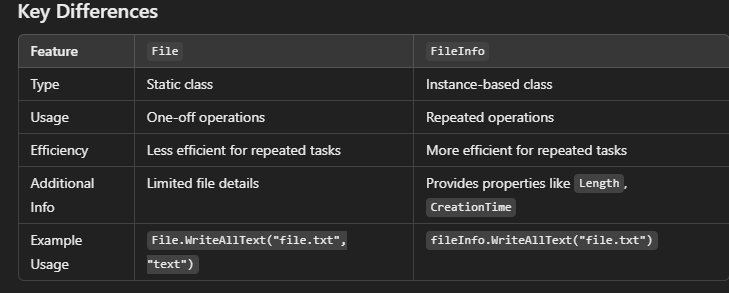 Key Differences
Feature File FileInfo
Type Static class Instance-based class
Usage One-off operations Repeated operations
Efficiency Less efficient for repeated tasks More efficient for repeated tasks
Additional Limited file details Provides properties like Length,
Info CreationTime
Example File.WriteAllText("file.txt", fileInfo.WriteAllText("file.txt")
Usage "text")